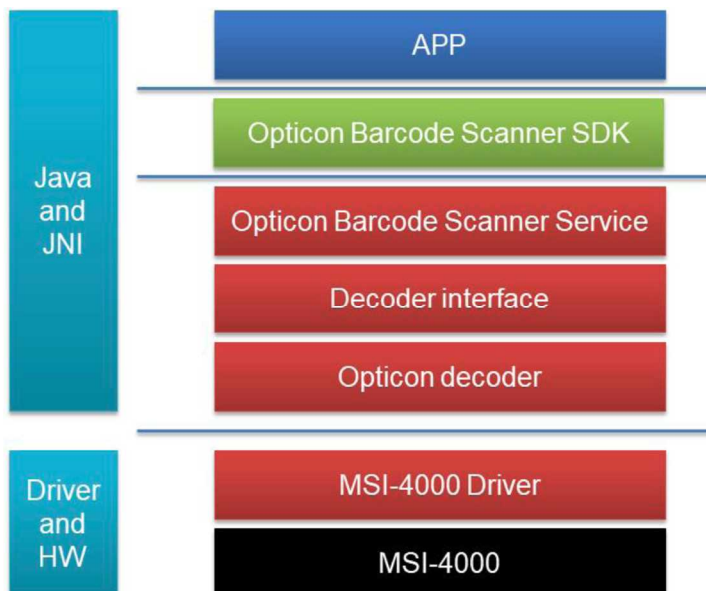 APP
Opticon Barcode Scanner SDK
Java
and
JNI
Opticon Barcode Scanner Service
Decoder interface
Opticon decoder
Driver
and
HW
MSI-4000 Driver
MSI-4000